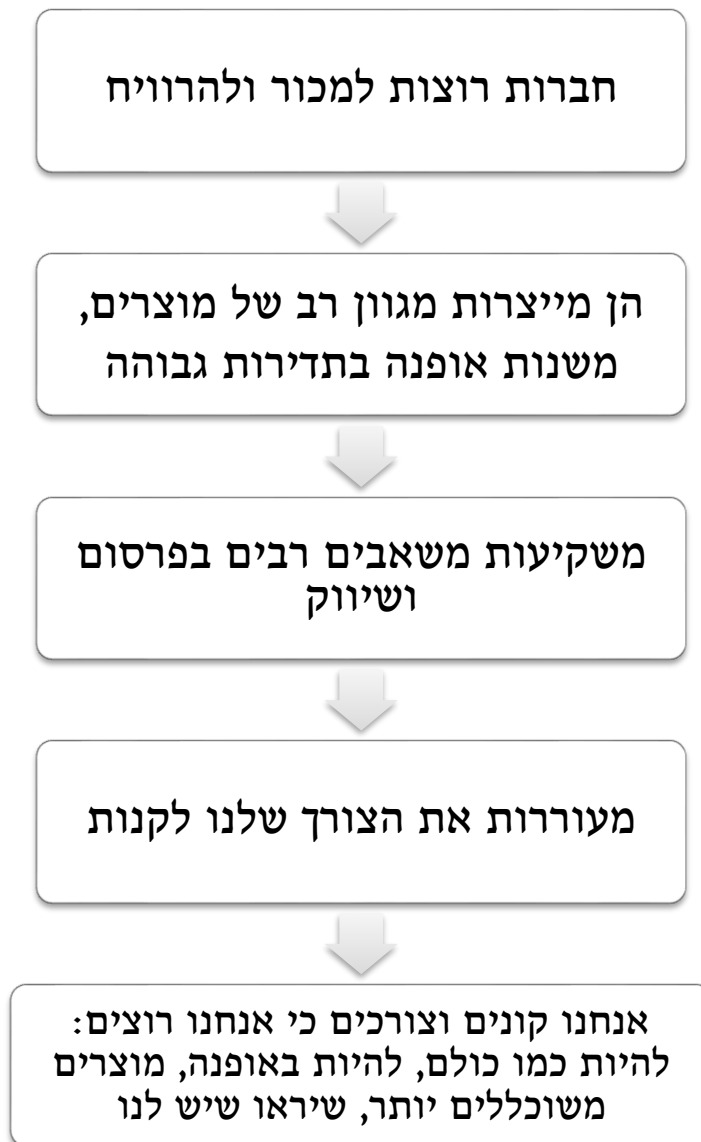 חברות רוצות למכור ולהרוויח
הן מייצרות מגוון רב של מוצרים,
משנות אופנה בתדירות גבוהה
משקיעות משאבים רבים בפרסום
ושיווק
מעוררות את הצורך שלנו לקנות
אנחנו קונים וצורכים כי אנחנו רוצים:
להיות כמו כולם, להיות באופנה, מוצרים
משוכללים יותר, שיראו שיש לנו